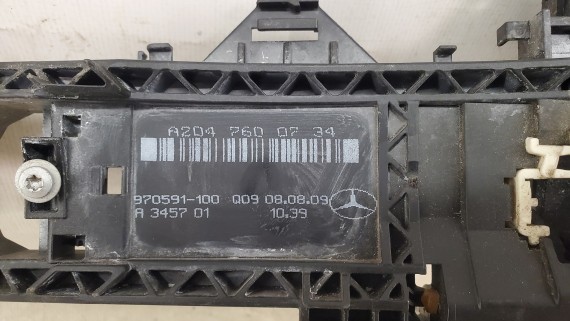 A204 760 07 34
970591-100 Q09 08.08.09
A 3457 01 10.39